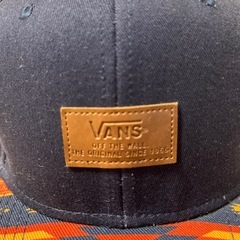 VANS
"OFF THE WALL"
THE ORIGINAL SINCE 1966